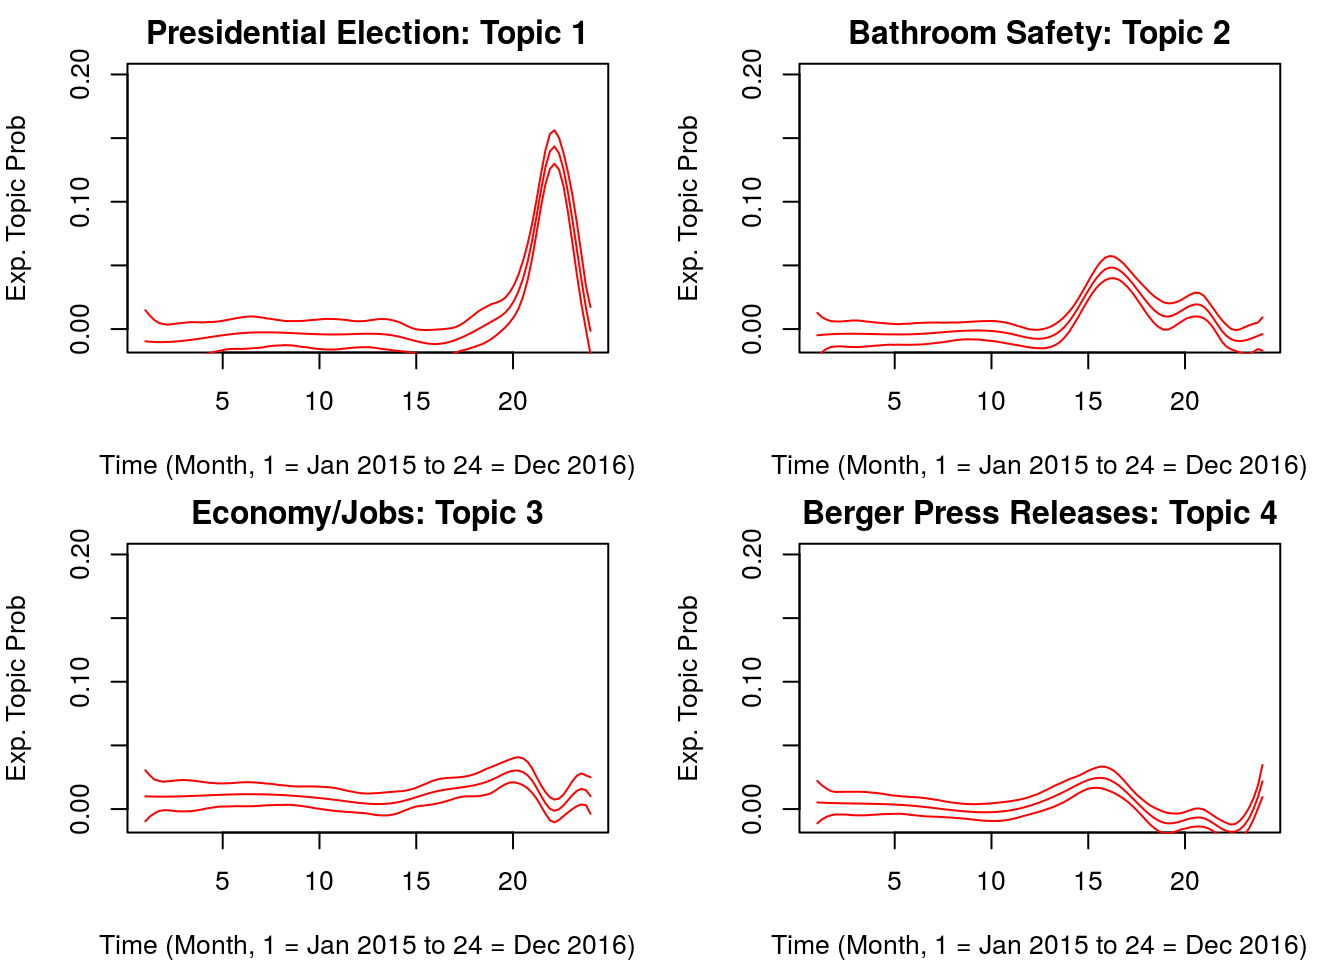 Presidential Election: Topic 1
Exp. Topic Prob
0.20
0.10
0.00
5 10 15 20
Time (Month, 1 = Jan 2015 to 24 = Dec 2016)
Bathroom Safety: Topic 2
Exp. Topic Prob
0.20
0.10
0.00
5 10 15 20
Time (Month, 1 = Jan 2015 to 24 = Dec 2016)
Economy/Jobs: Topic 3
Exp. Topic Prob
0.20
0.10
0.00
5 10 15 20
Time (Month, 1 = Jan 2015 to 24 = Dec 2016)
Berger Press Releases: Topic 4
Exp. Topic Prob
0.20
0.10
0.00
5 10 15 20
Time (Month, 1 = Jan 2015 to 24 = Dec 2016)